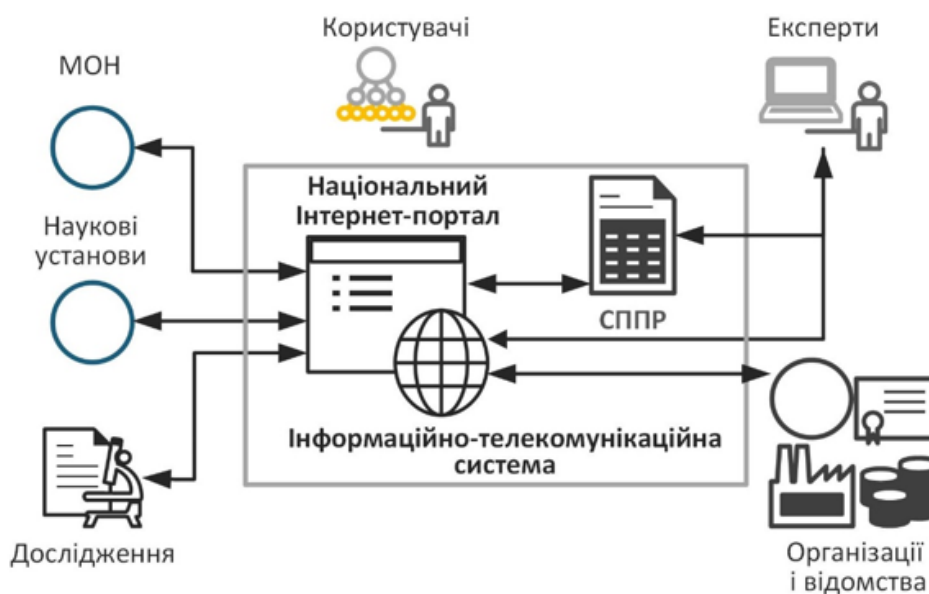 Користувачі
Експерти
МОН
Національний
Інтернет-портал
Наукові
установи
СППР
Інформаційно-телекомунікаційна
система
Дослідження
Організації
і відомства